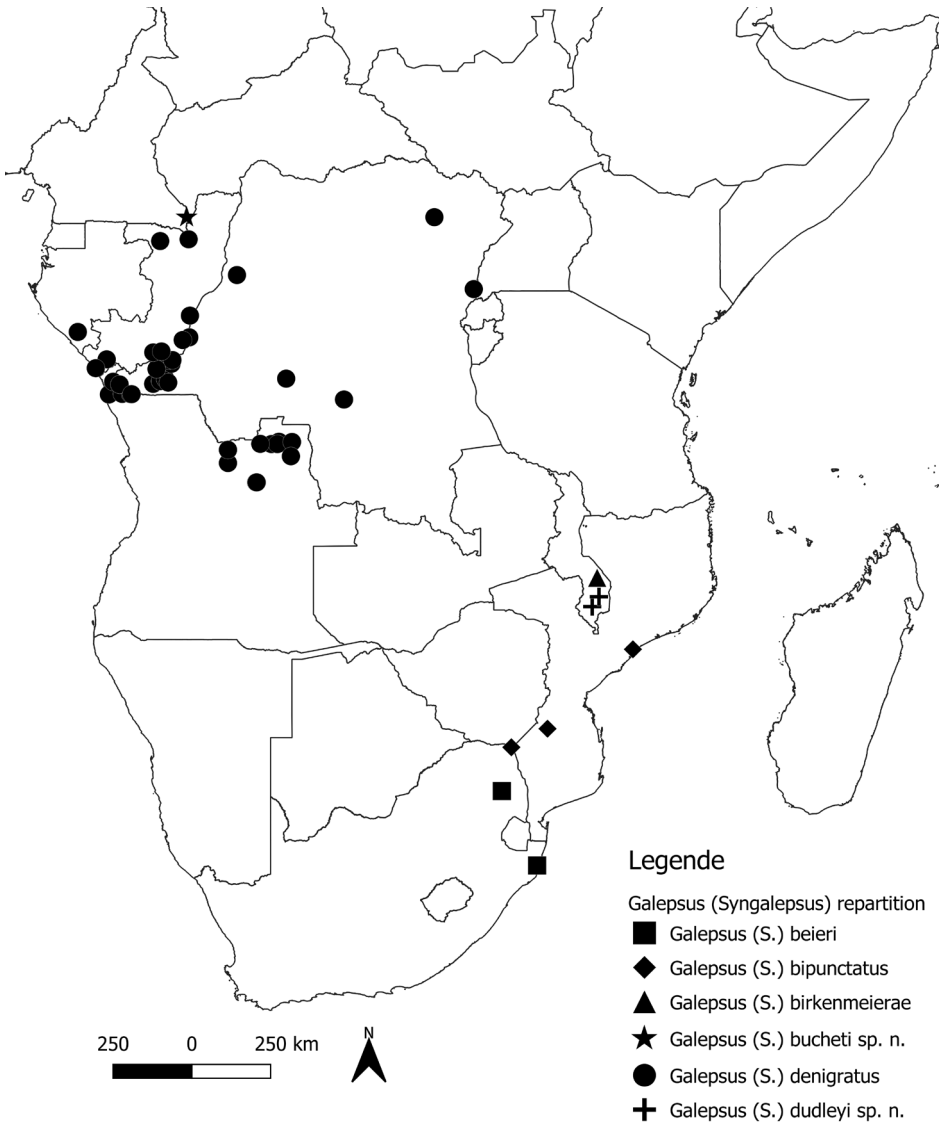 Legende
Galepsus (Syngalepsus) repartition
Galepsus (S.) beieri
Galepsus (S.) bipunctatus
Galepsus (S.) birkenmeierae
Galepsus (S.) bucheti sp. n.
Galepsus (S.) denigratus
Galepsus (S.) dudleyi sp. n.
250 0 250 km
N